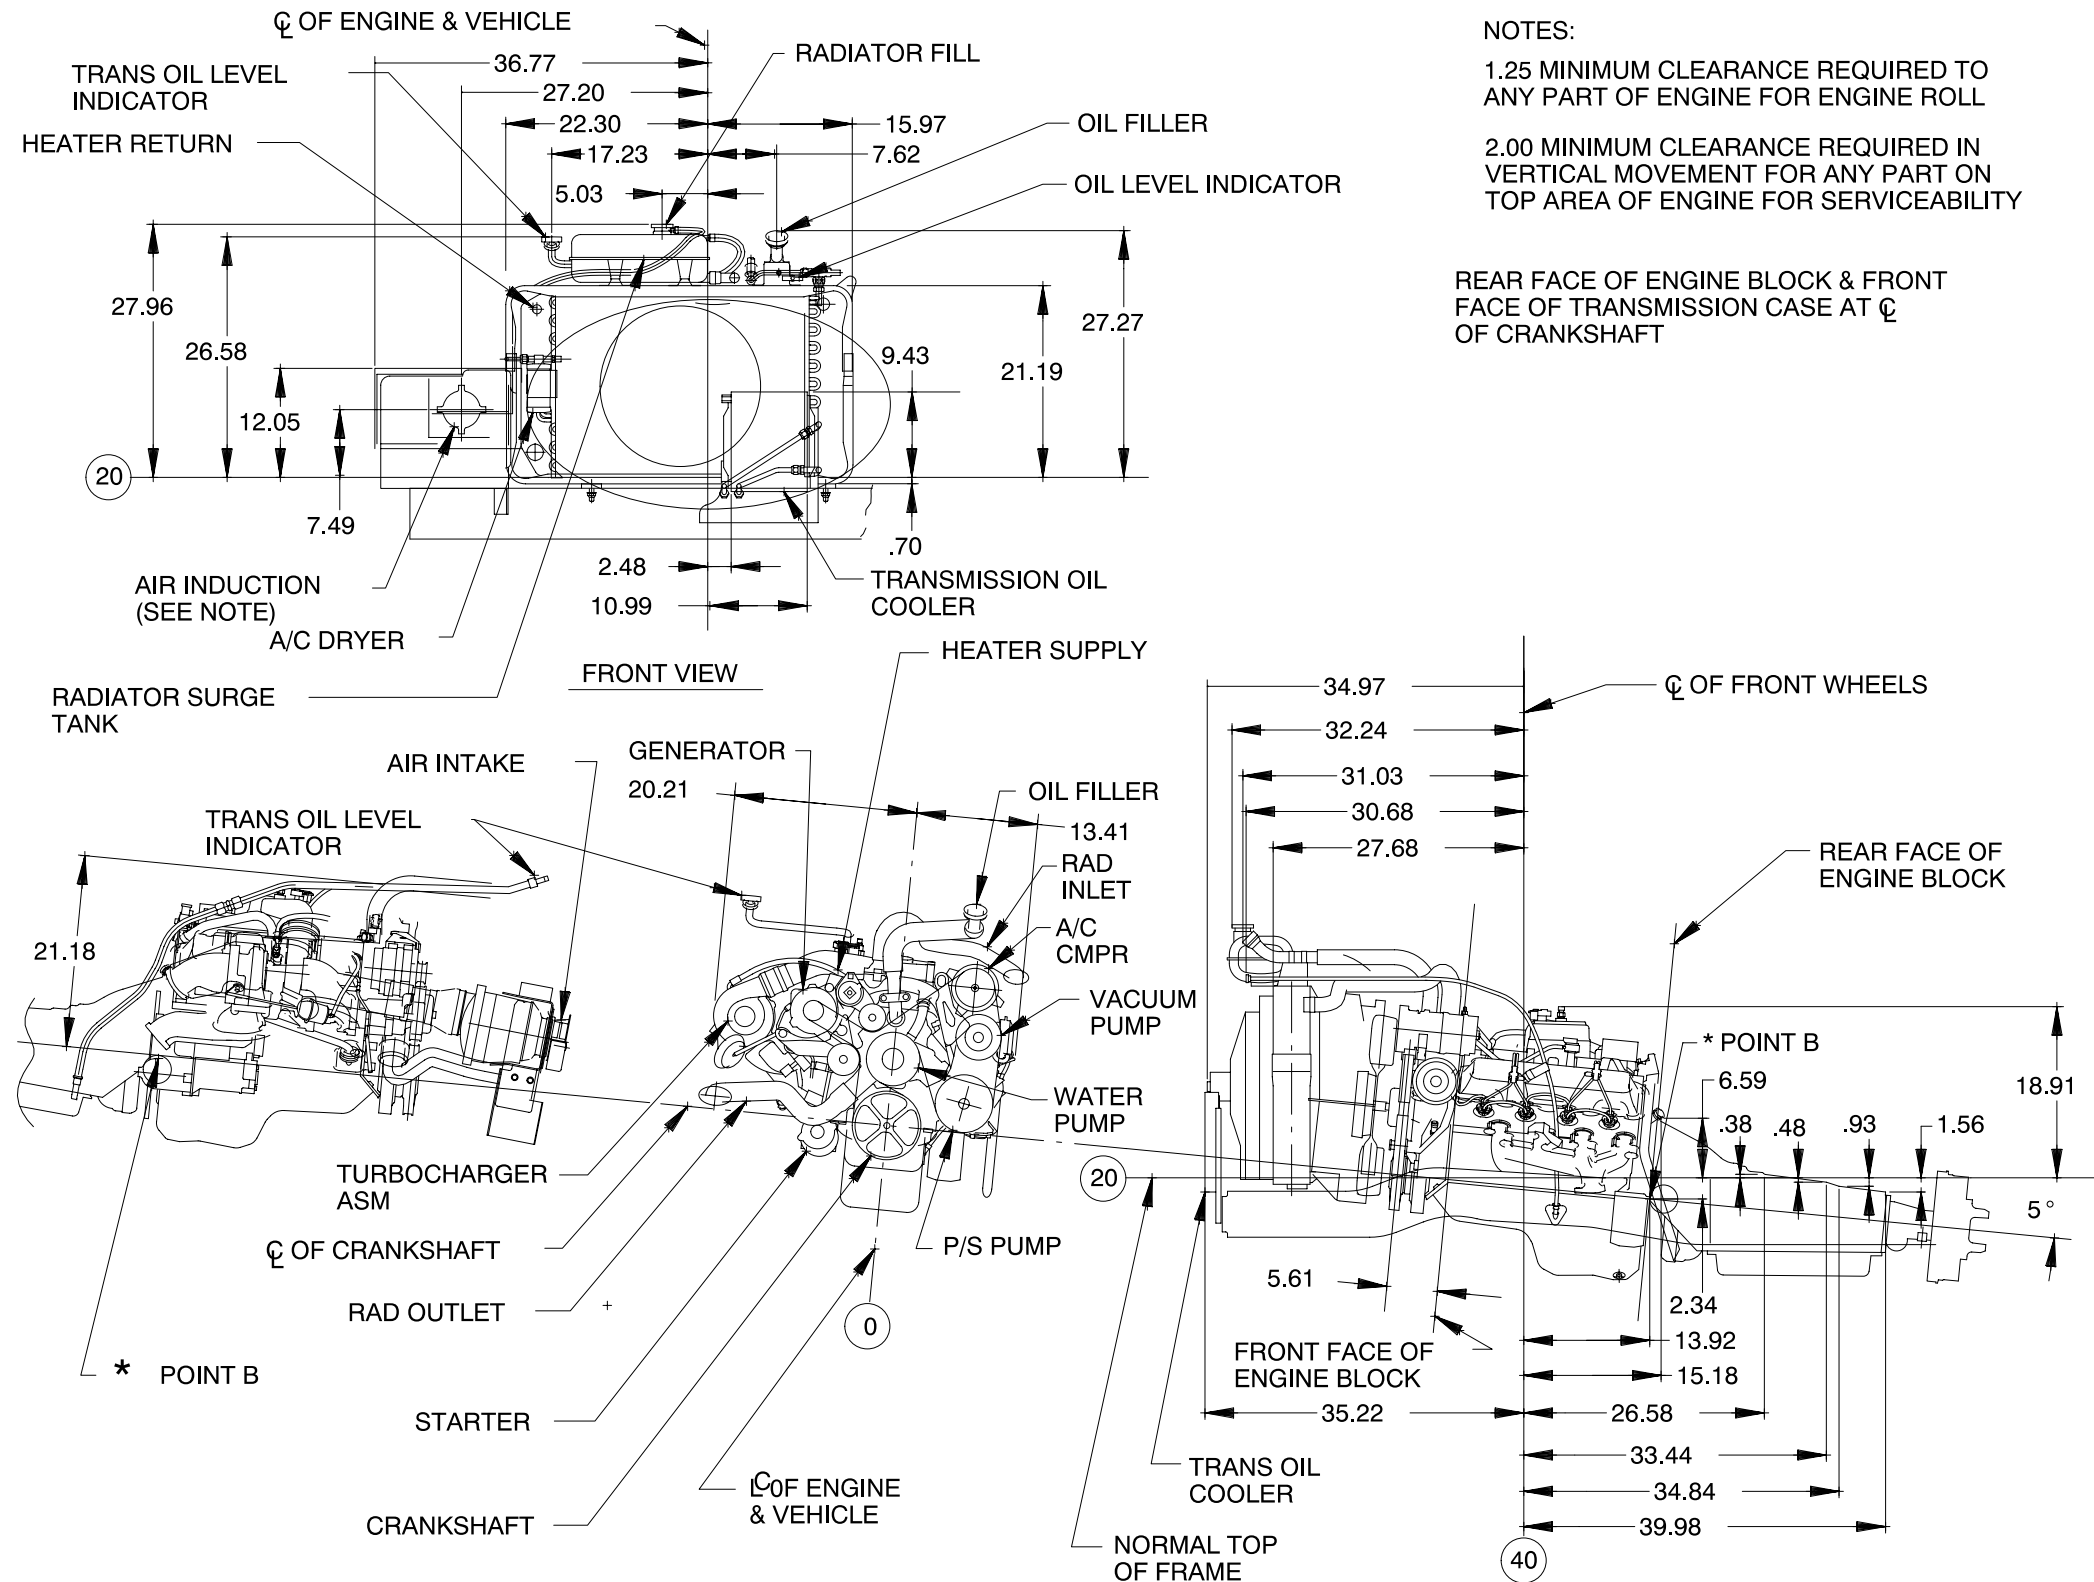 ℄ OF ENGINE & VEHICLE
36.77
TRANS OIL LEVEL
INDICATOR
27.20
RADIATOR FILL
22.30
15.97
HEATER RETURN
17.23
7.62
OIL FILLER
5.03
OIL LEVEL INDICATOR
27.96
26.58
12.05
20
7.49
9.43
21.19
27.27
.70
2.48
10.99
TRANSMISSION OIL
COOLER
AIR INDUCTION
(SEE NOTE)
A/C DRYER
RADIATOR SURGE
TANK
FRONT VIEW
NOTES:
1.25 MINIMUM CLEARANCE REQUIRED TO
ANY PART OF ENGINE FOR ENGINE ROLL
2.00 MINIMUM CLEARANCE REQUIRED IN
VERTICAL MOVEMENT FOR ANY PART ON
TOP AREA OF ENGINE FOR SERVICEABILITY
REAR FACE OF ENGINE BLOCK & FRONT
FACE OF TRANSMISSION CASE AT ℄
OF CRANKSHAFT
AIR INTAKE
TRANS OIL LEVEL
INDICATOR
21.18
* POINT B
HEATER SUPPLY
GENERATOR
20.21
OIL FILLER
13.41
RAD
INLET
A/C
CMPR
VACUUM
PUMP
WATER
PUMP
P/S PUMP
TURBOCHARGER
ASM
℄ OF CRANKSHAFT
RAD OUTLET
STARTER
CRANKSHAFT
0
℄ OF ENGINE
& VEHICLE
34.97
℄ OF FRONT WHEELS
32.24
31.03
30.68
27.68
REAR FACE OF
ENGINE BLOCK
* POINT B
6.59
18.91
.38
.48
.93
1.56
20
5°
5.61
2.34
13.92
FRONT FACE OF
ENGINE BLOCK
15.18
35.22
26.58
33.44
TRANS OIL
COOLER
34.84
39.98
NORMAL TOP
OF FRAME
40